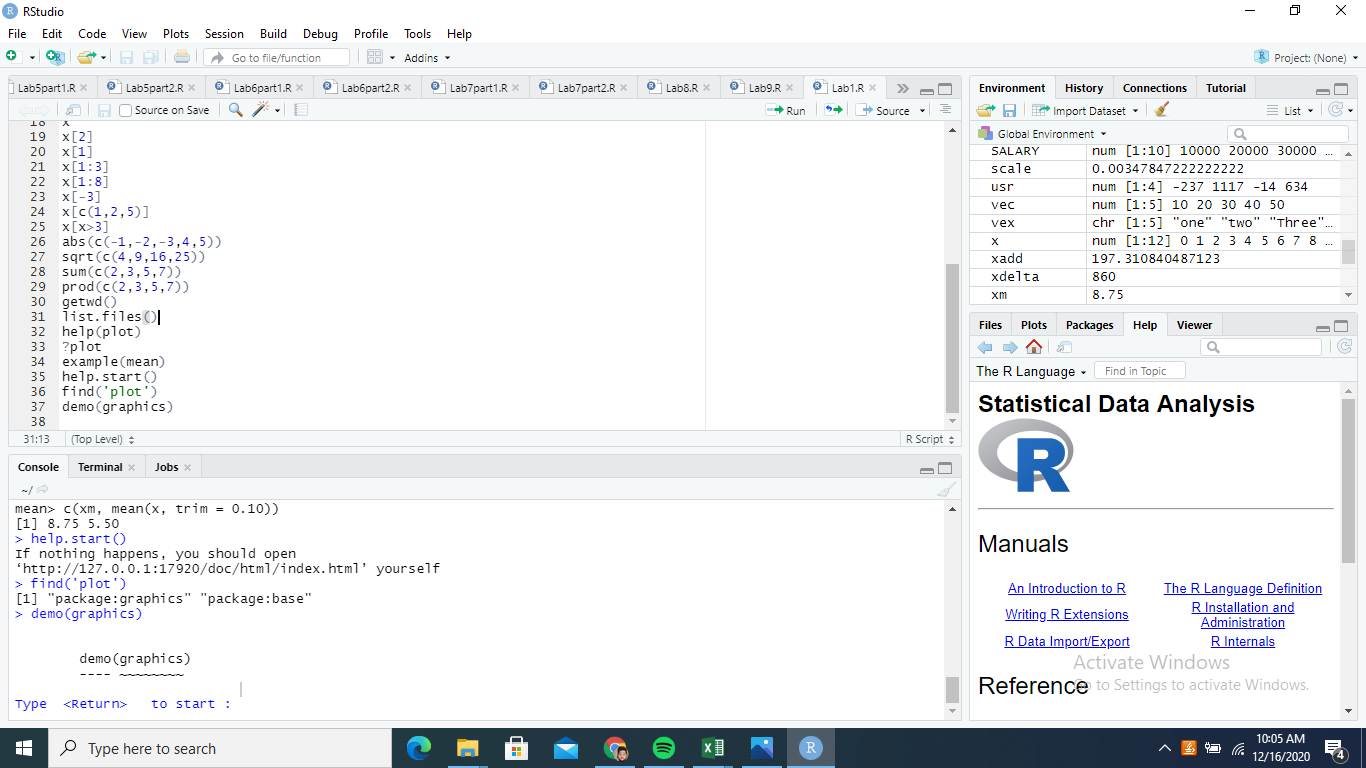 RStudio
File Edit Code View Plots Session Build Debug Profile Tools Help
Go to file/function Addins Project: (None)
Lab5part1.R Lab5part2.R Lab6part1.R Lab6part2.R Lab7part1.R Lab7part2.R Lab8.R Lab9.R Lab1.R
Source on Save Run Source
18 x
19 x[2]
20 x[1]
21 x[1:3]
22 x[1:8]
23 x[-3]
24 x[c(1,2,5)]
25 x[x>3]
26 abs(c(-1,-2,-3,4,5))
27 sqrt(c(4,9,16,25))
28 sum(c(2,3,5,7))
29 prod(c(2,3,5,7))
30 getwd()
31 list.files()
32 help(plot)
33 ?plot
34 example(mean)
35 help.start()
36 find('plot')
37 demo(graphics)
38
31:13 (Top Level) R Script
Console Terminal Jobs
~/
mean> c(xm, mean(x, trim = 0.10))
[1] 8.75 5.50
> help.start()
If nothing happens, you should open
‘http://127.0.0.1:17920/doc/html/index.html’ yourself
> find('plot')
[1] "package:graphics" "package:base"
> demo(graphics)
demo(graphics)
---- ~~~~~~~~
Type <Return> to start :
Environment History Connections Tutorial
Import Dataset List
Global Environment
SALARY num [1:10] 10000 20000 30000 …
scale 0.00347847222222222
usr num [1:4] -237 1117 -14 634
vec num [1:5] 10 20 30 40 50
vex chr [1:5] "one" "two" "Three"…
x num [1:12] 0 1 2 3 4 5 6 7 8 …
xadd 197.310840487123
xdelta 860
xm 8.75
Files Plots Packages Help Viewer
The R Language Find in Topic
Statistical Data Analysis
R
Manuals
An Introduction to R The R Language Definition
Writing R Extensions R Installation and Administration
R Data Import/Export R Internals
Activate Windows
Reference
Go to Settings to activate Windows.
Type here to search
10:05 AM
12/16/2020
4